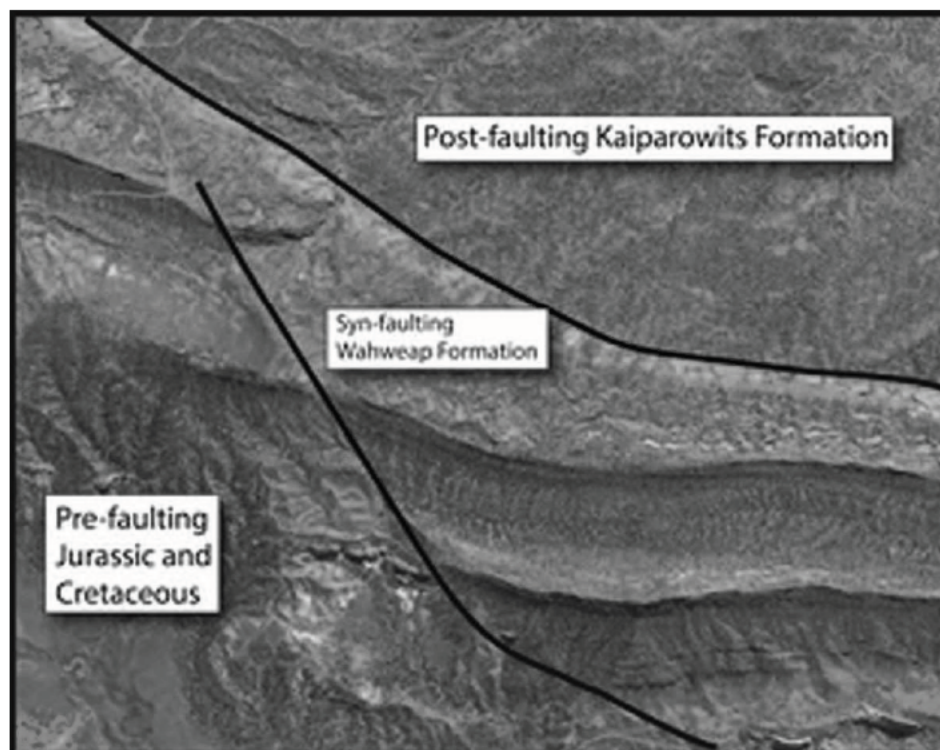 Post-faulting Kaiparowits Formation
Syn-faulting
Wahweap Formation
Pre-faulting
Jurassic and
Cretaceous